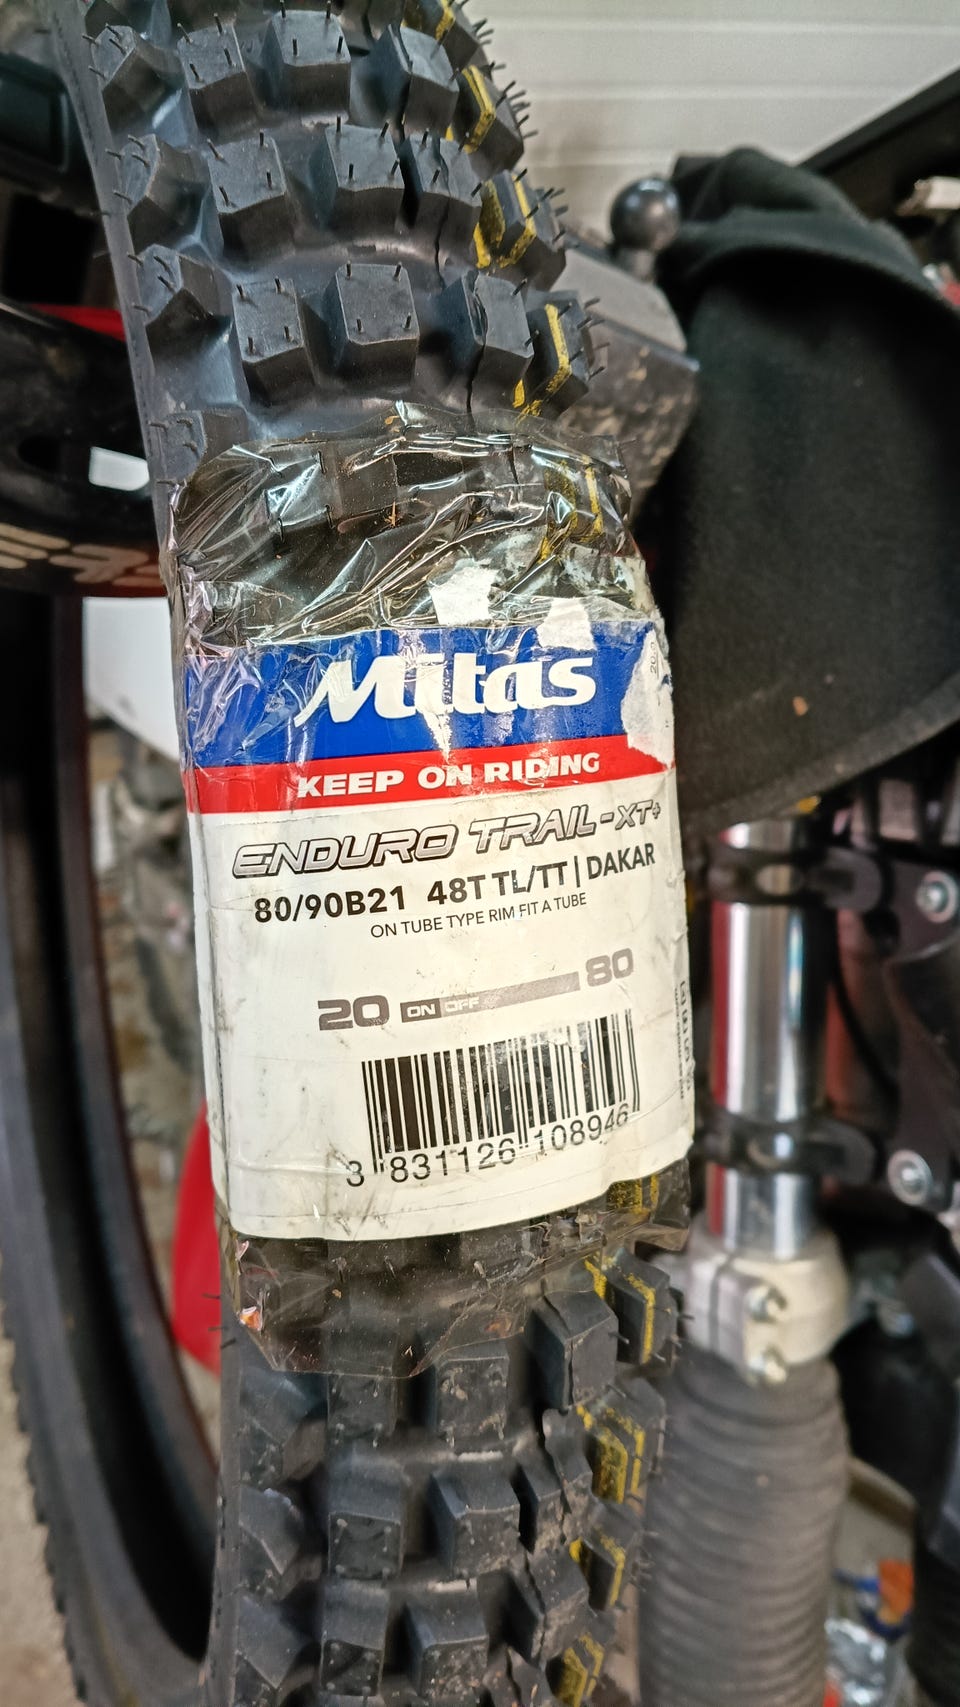 Mitas
KEEP ON RIDING
ENDURO TRAIL-XT+
80/90B21 48T TL/TT | DAKAR
ON TUBE TYPE RIM FIT A TUBE
20 ON OFF 80
3 831126 108946